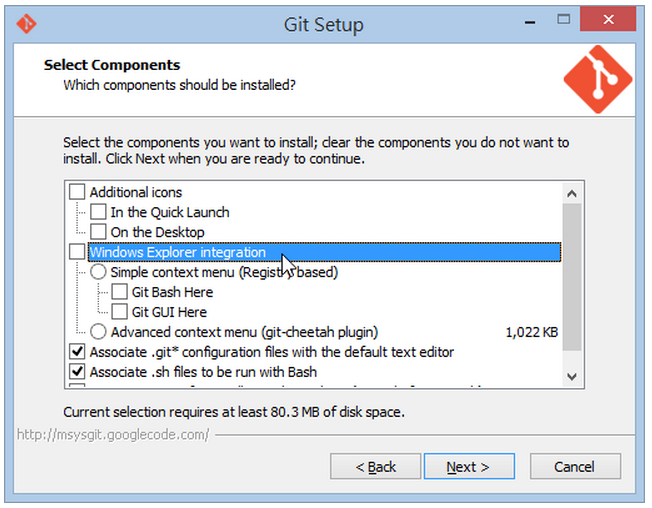 Git Setup
Select Components
Which components should be installed?
Select the components you want to install; clear the components you do not want to
install. Click Next when you are ready to continue.
Additional icons
In the Quick Launch
On the Desktop
Windows Explorer integration
Simple context menu (Registry based)
Git Bash Here
Git GUI Here
Advanced context menu (git-cheetah plugin) 1,022 KB
Associate .git* configuration files with the default text editor
Associate .sh files to be run with Bash
Current selection requires at least 80.3 MB of disk space.
http://msysgit.googlecode.com/
< Back Next > Cancel